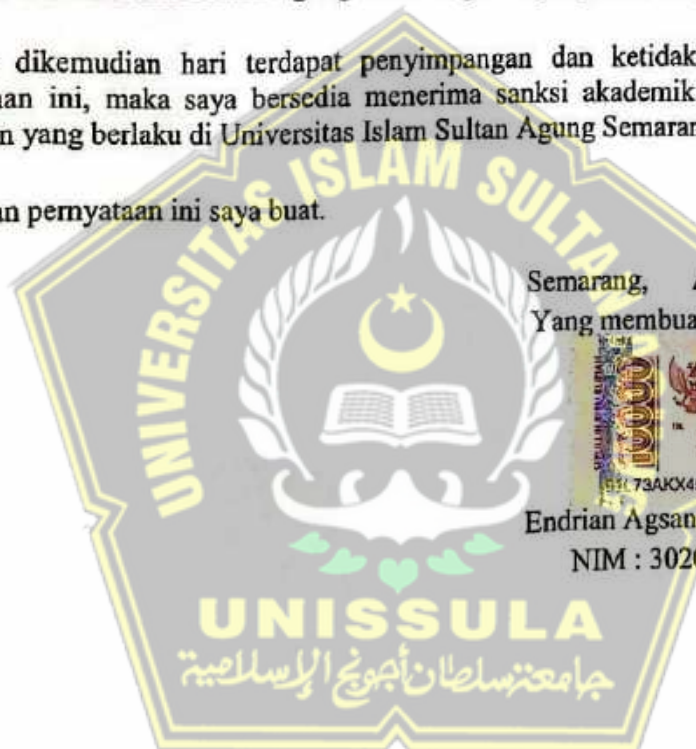 dikemudian hari terdapat penyimpangan dan ketidak
ini, maka saya bersedia menerima sanksi akademik
yang berlaku di Universitas Islam Sultan Agung Semaran
pernyataan ini saya buat.
Semarang,
Yang membua
10000
73AKX4
Endrian Agsan
NIM : 302
UNIVERSITAS ISLAM SULTAN AGUNG
UNISSULA
جامعة سلطان أجونج الإسلامية